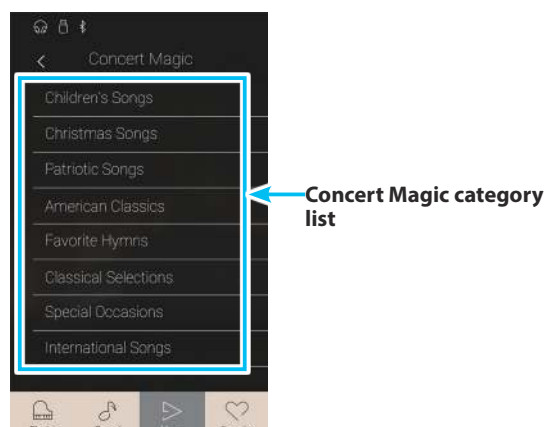 Concert Magic
Children's Songs
Christmas Songs
Patriotic Songs
American Classics
Favorite Hymns
Classical Selections
Special Occasions
International Songs
Concert Magic category
list